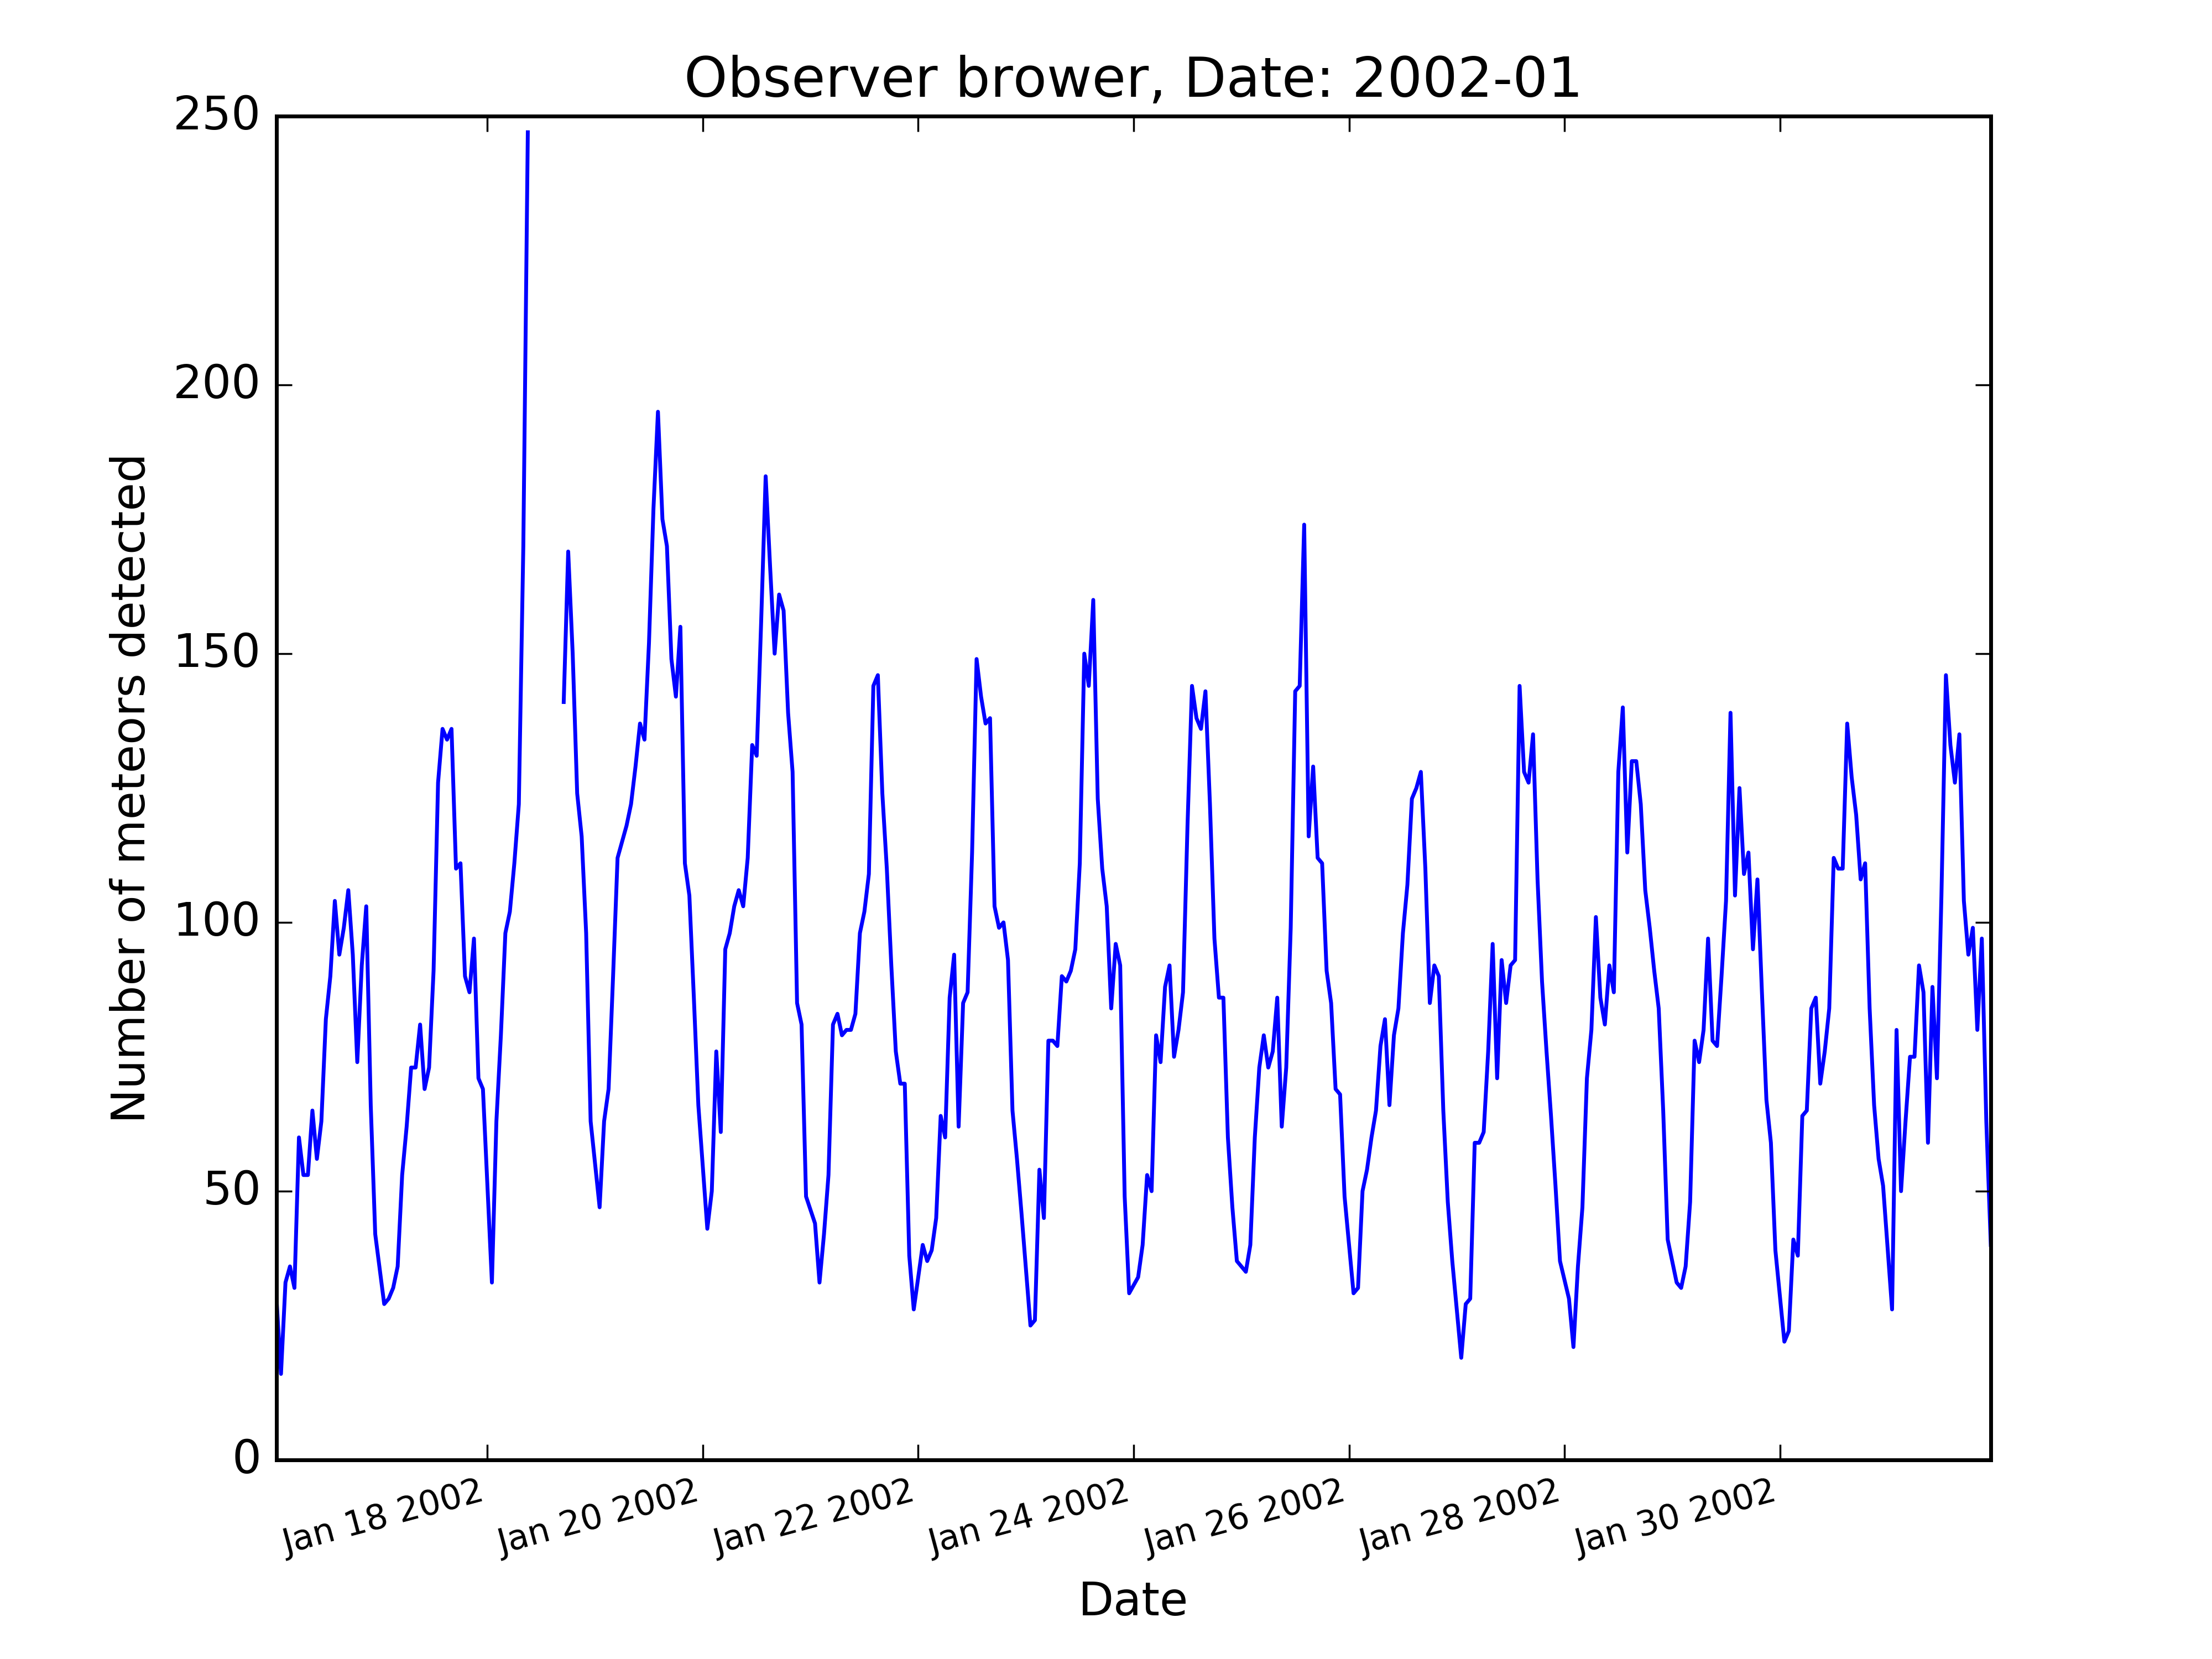 Observer brower, Date: 2002-01
250
200
150
100
50
0
Number of meteors detected
Jan 18 2002
Jan 20 2002
Jan 22 2002
Jan 24 2002
Jan 26 2002
Jan 28 2002
Jan 30 2002
Date